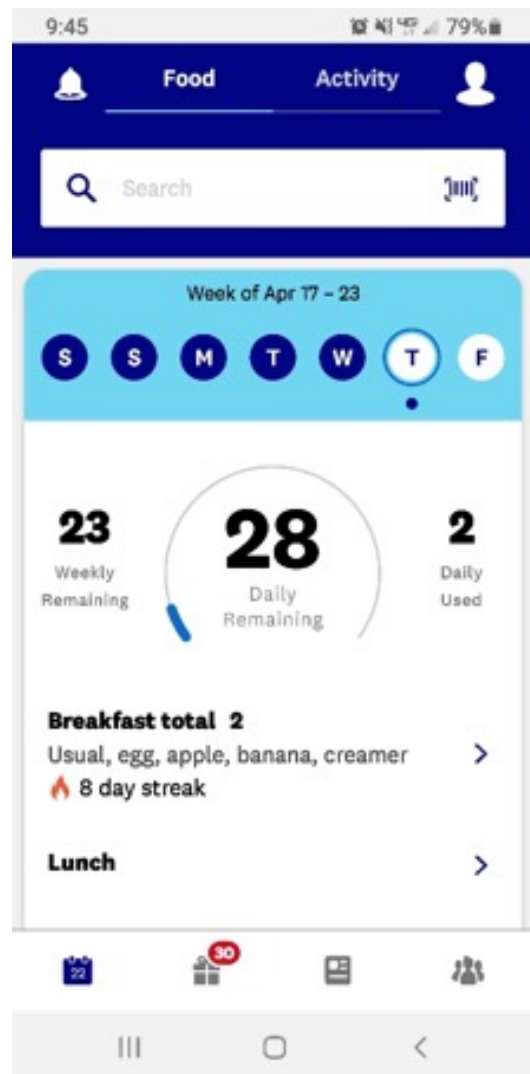 9:45 79%
Food Activity
Search
Week of Apr 17 – 23
S S M T W T F
23 28 2
Weekly Daily Daily
Remaining Remaining Used
Breakfast total 2
Usual, egg, apple, banana, creamer
8 day streak
Lunch
22 30